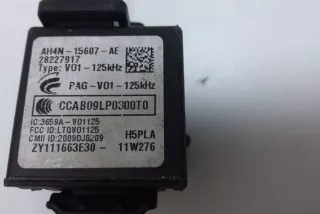 AH4N-15607-AE
28227917
Type: V01-125kHz
PAG-V01-125kHz
CCAB09LP0300T0
IC:3659A-V01125
FCC ID:LTQV01125
CMII ID:2009DJ6209
H5PLA
ZY111663E30- 11W276